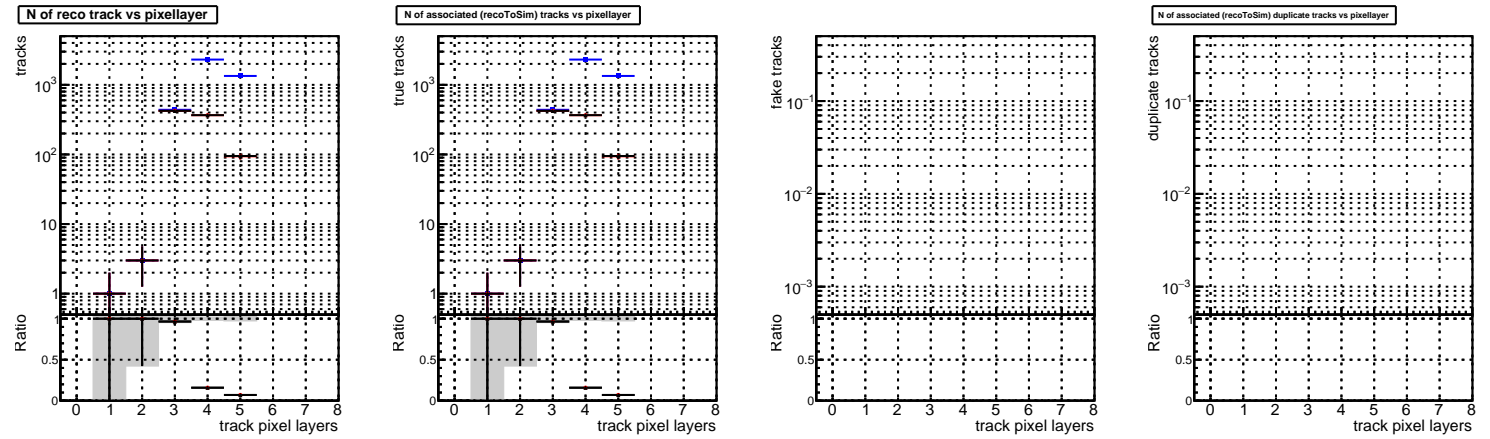 N of reco track vs pixellayer
tracks
10³
10²
10
1
Ratio
1
0.5
0
0 1 2 3 4 5 6 7 8
track pixel layers
N of associated (recoToSim) tracks vs pixellayer
true tracks
10³
10²
10
1
Ratio
1
0.5
0
0 1 2 3 4 5 6 7 8
track pixel layers
fake tracks
10⁻¹
10⁻²
10⁻³
Ratio
1
0.5
0
0 1 2 3 4 5 6 7 8
track pixel layers
N of associated (recoToSim) duplicate tracks vs pixellayer
duplicate tracks
10⁻¹
10⁻²
10⁻³
Ratio
1
0.5
0
0 1 2 3 4 5 6 7 8
track pixel layers